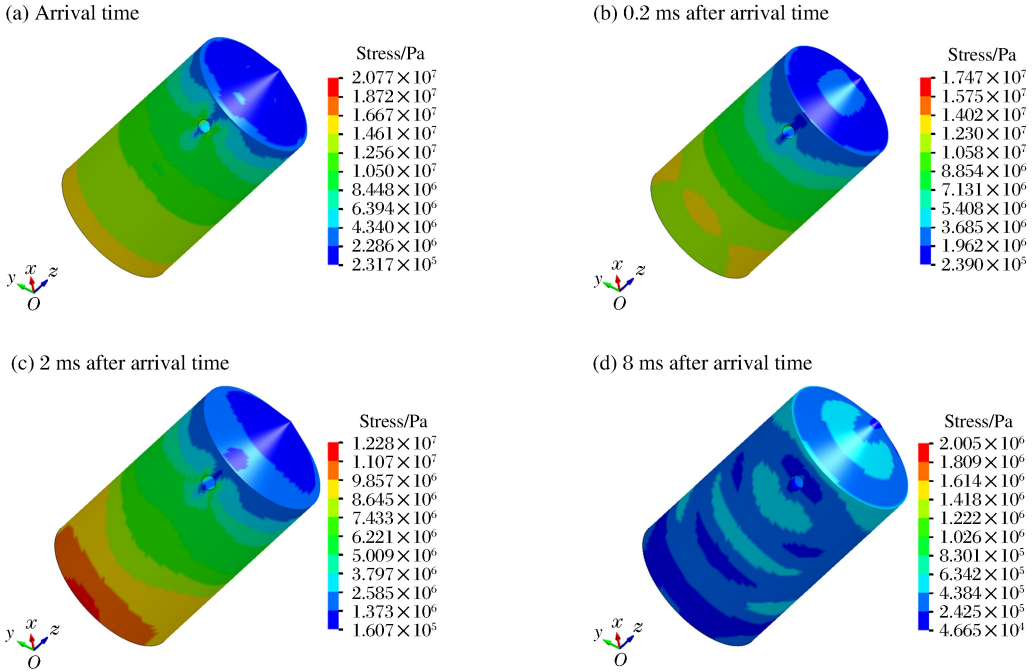 (a) Arrival time
Stress/Pa
2.077×10⁷
1.872×10⁷
1.667×10⁷
1.461×10⁷
1.256×10⁷
1.050×10⁷
8.448×10⁶
6.394×10⁶
4.340×10⁶
2.286×10⁶
2.317×10⁵
y x z
O
(b) 0.2 ms after arrival time
Stress/Pa
1.747×10⁷
1.575×10⁷
1.402×10⁷
1.230×10⁷
1.058×10⁷
8.854×10⁶
7.131×10⁶
5.408×10⁶
3.685×10⁶
1.962×10⁶
2.390×10⁵
y x z
O
(c) 2 ms after arrival time
Stress/Pa
1.228×10⁷
1.107×10⁷
9.857×10⁶
8.645×10⁶
7.433×10⁶
6.221×10⁶
5.009×10⁶
3.797×10⁶
2.585×10⁶
1.373×10⁶
1.607×10⁵
y x z
O
(d) 8 ms after arrival time
Stress/Pa
2.005×10⁶
1.809×10⁶
1.614×10⁶
1.418×10⁶
1.222×10⁶
1.026×10⁶
8.301×10⁵
6.342×10⁵
4.384×10⁵
2.425×10⁵
4.665×10⁴
y x z
O